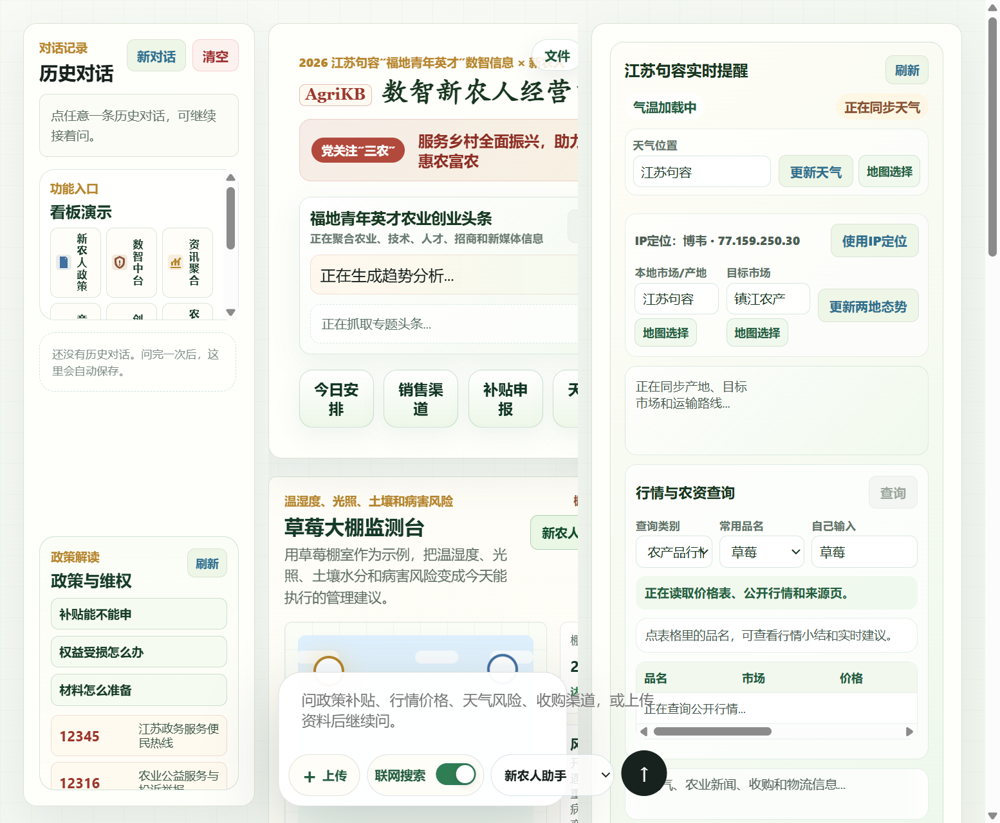 对话记录
历史对话
新对话
清空
点任意一条历史对话，可继续
接着问。
功能入口
看板演示
新农人政策
数智中台
资讯聚合
还没有历史对话。问完一次后，这
里会自动保存。
政策解读
政策与维权
刷新
补贴能不能申
权益受损怎么办
材料怎么准备
12345
江苏政务服务便
民热线
12316
农业公益服务与
投诉举报
文件
2026 江苏句容“福地青年英才”数智信息 × 新农人
AgriKB
数智新农人经营
党关注“三农”
服务乡村全面振兴，助力
惠农富农
福地青年英才农业创业头条
正在聚合农业、技术、人才、招商和新媒体信息
正在生成趋势分析...
正在抓取专题头条...
今日安
排
销售渠
道
补贴申
报
天
温湿度、光照、土壤和病害风险
草莓大棚监测台
新农人
用草莓棚室作为示例，把温湿度、光
照、土壤水分和病害风险变成今天能
执行的管理建议。
棚
2
达
风
问政策补贴、行情价格、天气风险、收购渠道，或上传
资料后继续问。
+ 上传
联网搜索
新农人助手
↑
江苏句容实时提醒
刷新
气温加载中
正在同步天气
天气位置
江苏句容
更新天气
地图选择
IP定位：博韦 · 77.159.250.30
使用IP定位
本地市场/产地
目标市场
江苏句容
镇江农产
更新两地态势
地图选择
地图选择
正在同步产地、目标
市场和运输路线...
行情与农资查询
查询
查询类别
常用品名
自己输入
农产品行情
草莓
草莓
正在读取价格表、公开行情和来源页。
点表格里的品名，可查看行情小结和实时建议。
品名
市场
价格
正在查询公开行情...
气、农业新闻、收购和物流信息...